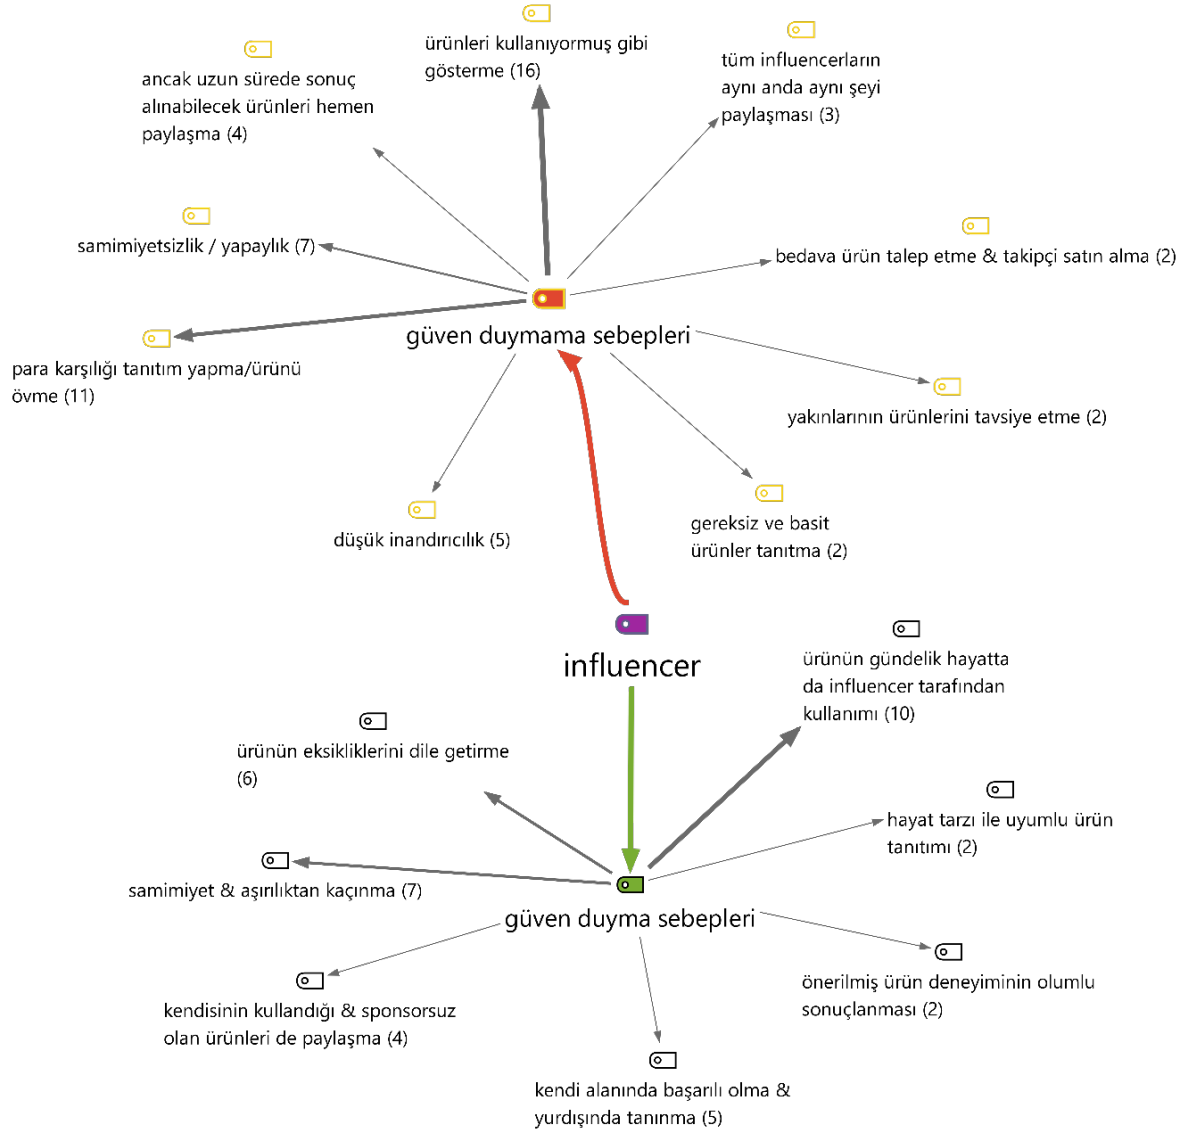 ürünleri kullanıyormuş gibi
gösterme (16)
tüm influencerların
aynı anda aynı şeyi
paylaşması (3)
ancak uzun sürede sonuç
alınabilecek ürünleri hemen
paylaşma (4)
samimiyetsizlik / yapaylık (7)
bedava ürün talep etme & takipçi satın alma (2)
güven duymama sebepleri
para karşılığı tanıtım yapma/ürünü
övme (11)
yakınlarının ürünlerini tavsiye etme (2)
düşük inandırıcılık (5)
gereksiz ve basit
ürünler tanıtma (2)
influencer
ürünün gündelik hayatta
da influencer tarafından
kullanımı (10)
ürünün eksikliklerini dile getirme
(6)
hayat tarzı ile uyumlu ürün
tanıtımı (2)
samimiyet & aşırılıktan kaçınma (7)
güven duyma sebepleri
önerilmiş ürün deneyiminin olumlu
sonuçlanması (2)
kendisinin kullandığı & sponsorsuz
olan ürünleri de paylaşma (4)
kendi alanında başarılı olma &
yurdışında tanınma (5)